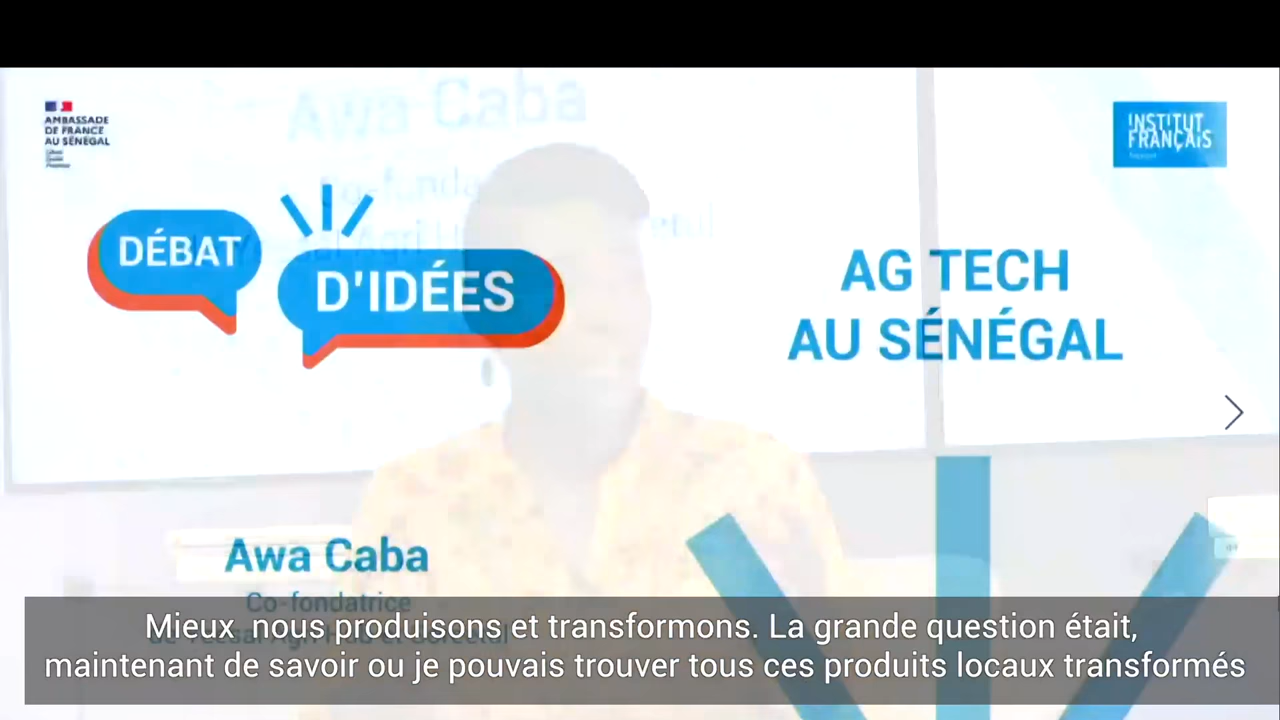 AMBASSADE
DE FRANCE
AU SÉNÉGAL
INSTITUT
FRANÇAIS
Awa Caba
DÉBAT
D'IDÉES
AG TECH
AU SÉNÉGAL
Awa Caba
Co-fondatrice
Mieux nous produisons et transformons. La grande question était,
maintenant de savoir ou je pouvais trouver tous ces produits locaux transformés